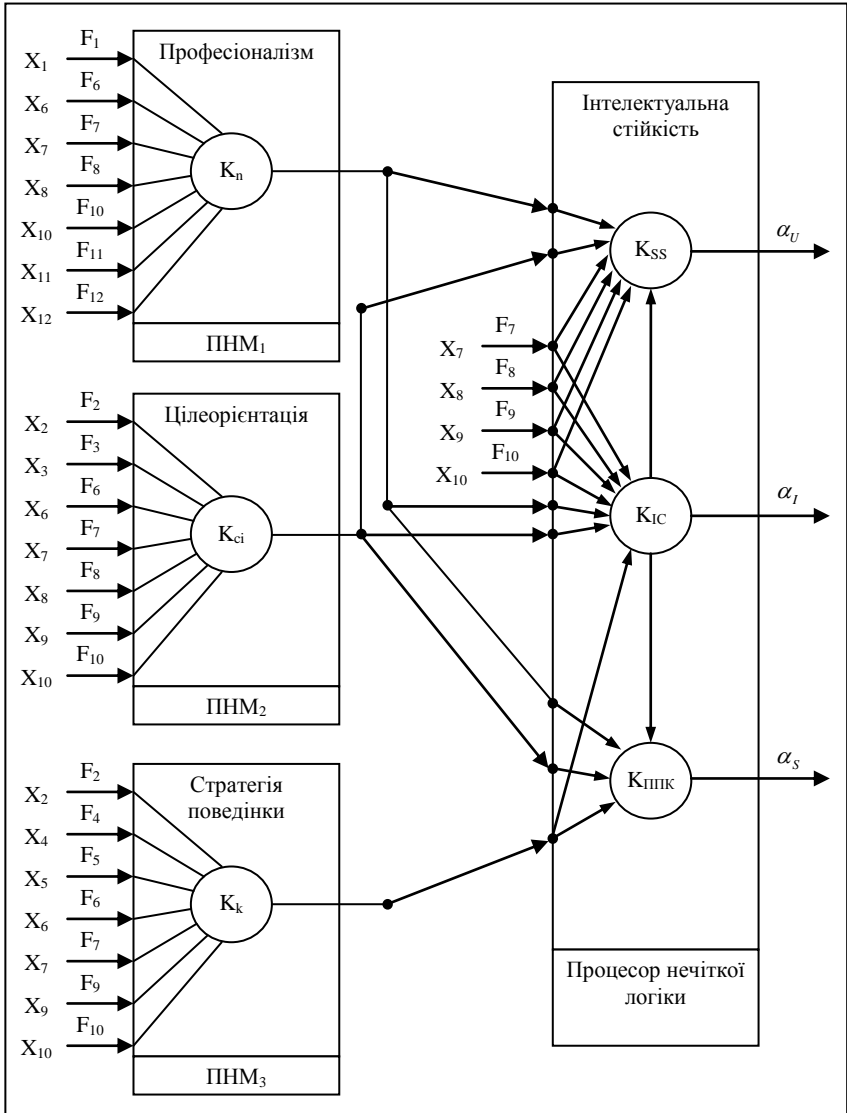 Професіоналізм
F1
X1
F6
X6
F7
X7
F8
X8
F10
X10
F11
X11
F12
X12
Kn
ПНМ1
Цілеорієнтація
F2
X2
F3
X3
F6
X6
F7
X7
F8
X8
F9
X9
F10
X10
Kci
ПНМ2
Стратегія
поведінки
F2
X2
F4
X4
F5
X5
F6
X6
F7
X7
F9
X9
F10
X10
Kk
ПНМ3
Інтелектуальна
стійкість
KSS
αU
F7
X7
F8
X8
F9
X9
F10
X10
KIC
αI
KППК
αS
Процесор нечіткої
логіки